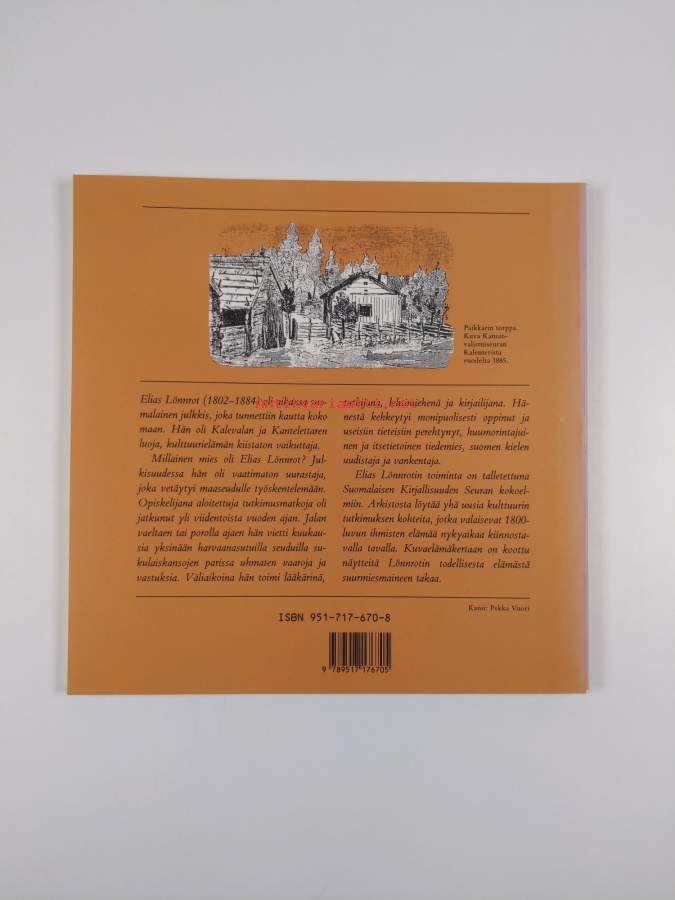 Paikkarin torppa.
Kuva Kansan-
valistusseuran
Kalenterista
vuodelta 1885.
Elias Lönnrot (1802–1884) oli aikansa suo-
malainen julkkis, joka tunnettiin kautta koko
maan. Hän oli Kalevalan ja Kantelettaren
luoja, kulttuurielämän kiistaton vaikuttaja.
Millainen mies oli Elias Lönnrot? Jul-
kisuudessa hän oli vaatimaton uurastaja,
joka vetäytyi maaseudulle työskentelemään.
Opiskelijana aloitettuja tutkimusmatkoja oli
jatkunut yli viidentoista vuoden ajan. Jalan
vaeltaen tai porolla ajaen hän vietti kuukau-
sia yksinään harvaanasutuilla seuduilla su-
kulaiskansojen parissa uhmaten vaaroja ja
vastuksia. Väliaikoina hän toimi lääkärinä,
tutkijana, lakimiehenä ja kirjailijana. Hä-
nestä kehkeytyi monipuolisesti oppinut ja
useisiin tieteisiin perehtynyt, huumorintajui-
nen ja itsetietoinen tiedemies, suomen kielen
uudistaja ja vankentaja.
Elias Lönnrotin toiminta on talletettuna
Suomalaisen Kirjallisuuden Seuran kokoel-
miin. Arkistosta löytää yhä uusia kulttuurin
tutkimuksen kohteita, jotka valaisevat 1800-
luvun ihmisten elämää nykyaikaa kiinnosta-
valla tavalla. Kuvaelämäkertaan on koottu
näytteitä Lönnrotin todellisesta elämästä
suurmiesmaineen takaa.
Kansi: Pekka Vuori
ISBN 951-717-670-8
9 789517 176705